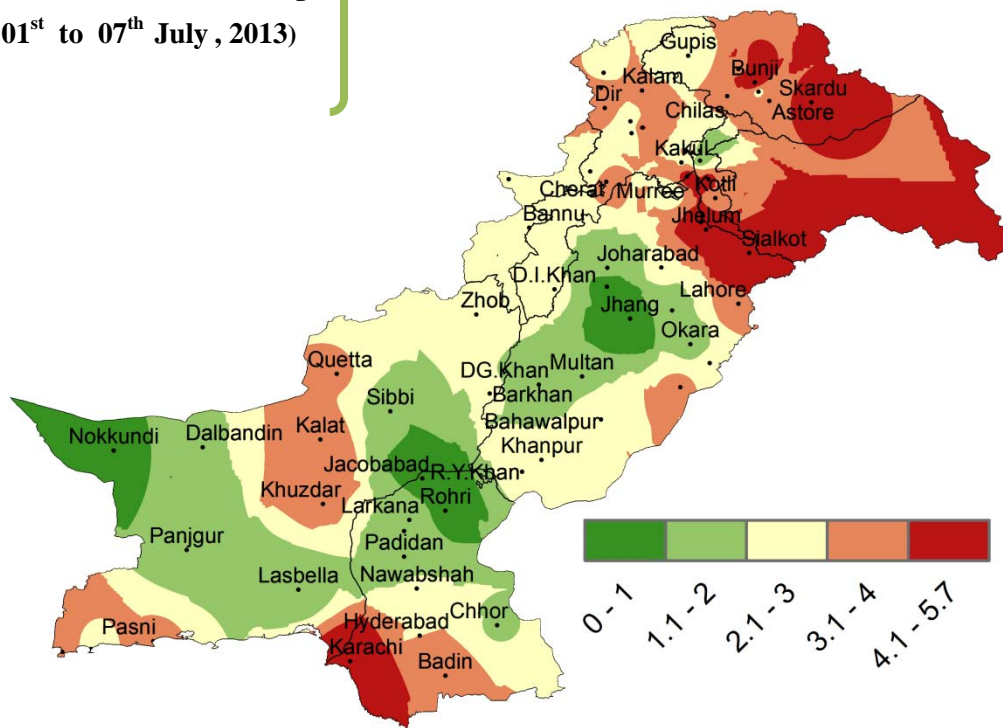 01st to 07th July , 2013)
Gupis
Bunji
Kalam
Skardu
Dir
Astore
Chilas
Kakul
Cherat
Murree
Kotli
Bannu
Jhelum
Sialkot
Joharabad
D.I.Khan
Zhob
Jhang
Lahore
Okara
Quetta
DG.Khan
Multan
Sibbi
Barkhan
Bahawalpur
Nokkundi
Dalbandin
Kalat
Khanpur
Jacobabad
R.Y.Khan
Khuzdar
Larkana
Rohri
Panjgur
Padidan
Lasbella
Nawabshah
Chhor
Pasni
Hyderabad
Karachi
Badin
0 - 1
1.1 - 2
2.1 - 3
3.1 - 4
4.1 -5.7